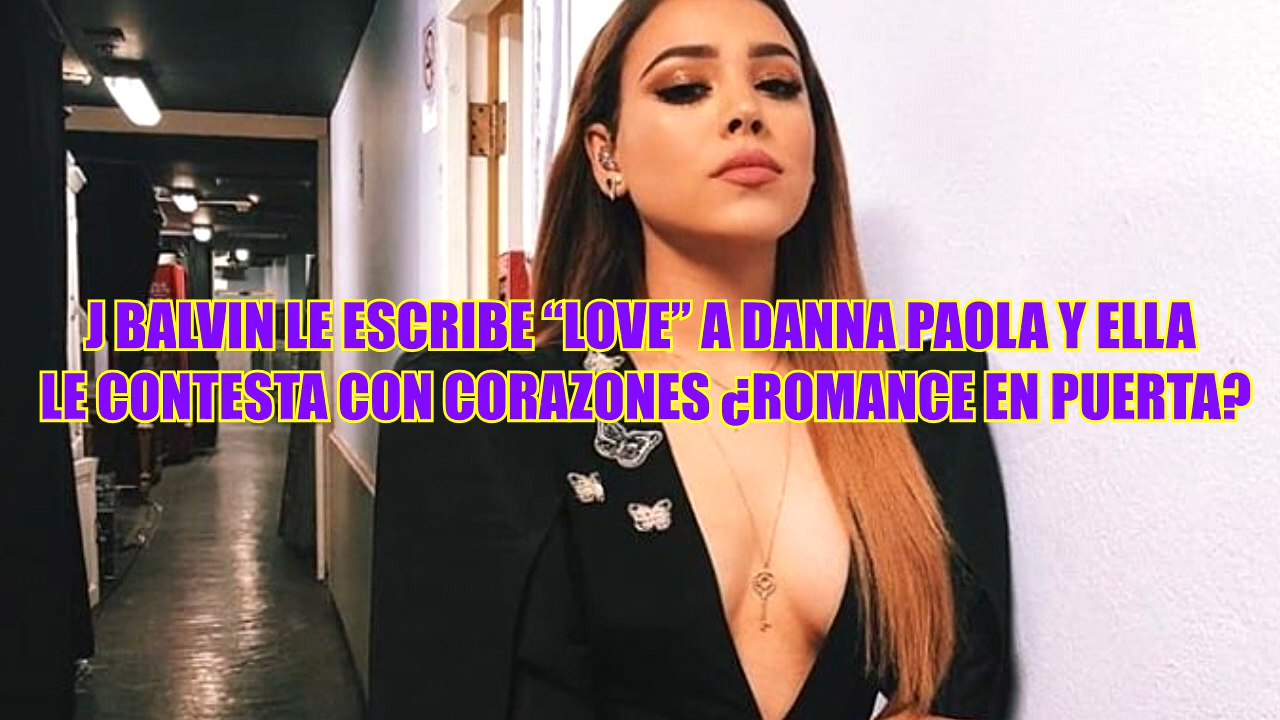 J BALVIN LE ESCRIBE “LOVE” A DANNA PAOLA Y ELLA
LE CONTESTA CON CORAZONES ¿ROMANCE EN PUERTA?